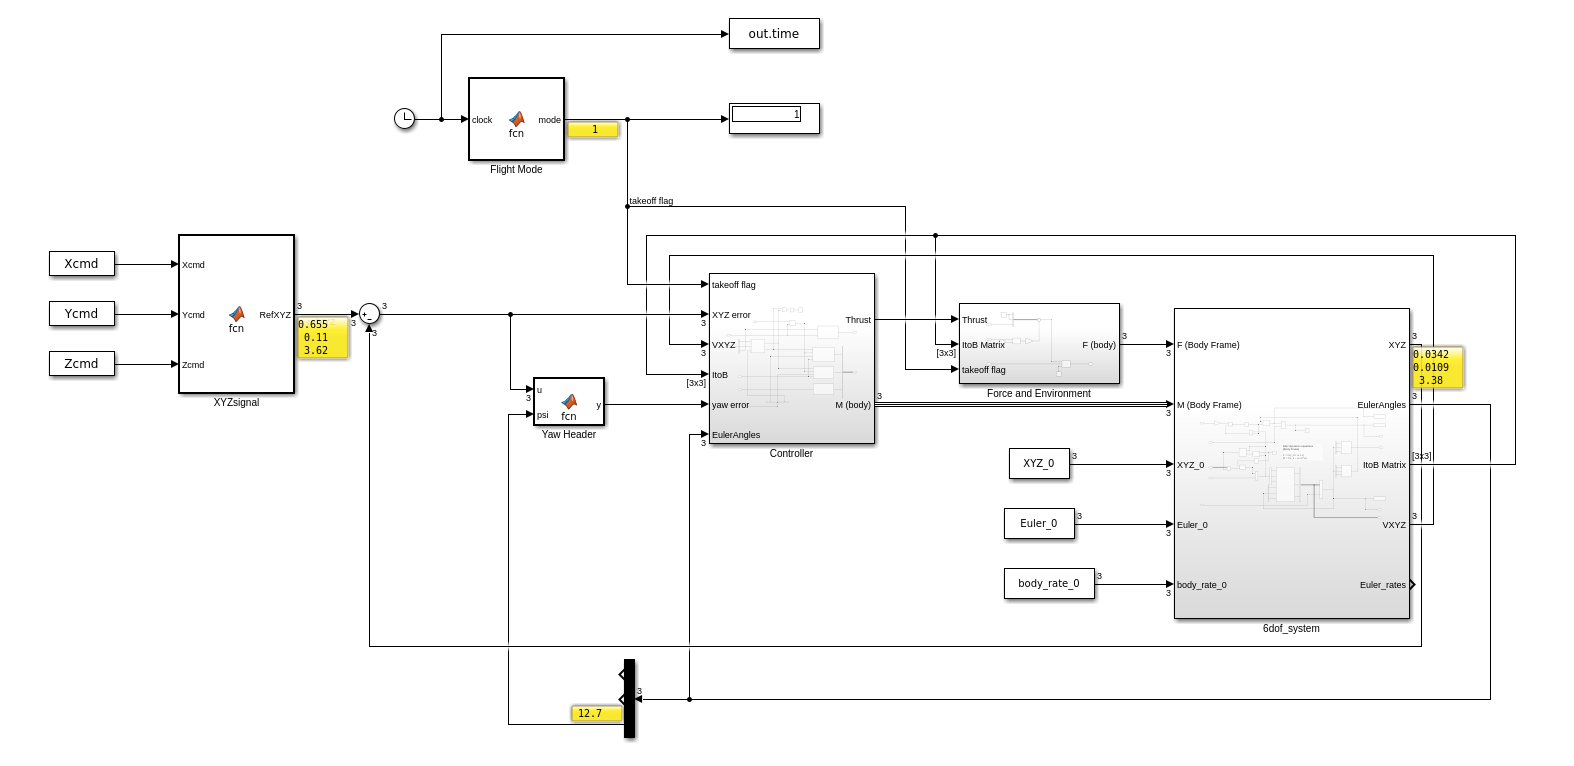 out.time
clock
fcn
mode
Flight Mode
1
1
takeoff flag
Xcmd
Ycmd
Zcmd
Xcmd
Ycmd
Zcmd
fcn
RefXYZ
XYZsignal
3
0.655
0.11
3.62
3
+
-
3
3
u
3
psi
fcn
y
Yaw Header
takeoff flag
XYZ error
3
VXYZ
3
ItoB
[3x3]
yaw error
EulerAngles
3
Thrust
M (body)
3
Controller
Thrust
ItoB Matrix
[3x3]
takeoff flag
F (body)
3
Force and Environment
XYZ_0
3
Euler_0
3
body_rate_0
3
F (Body Frame)
3
M (Body Frame)
3
XYZ_0
3
Euler_0
3
body_rate_0
3
XYZ
3
0.0342
0.0109
3.38
EulerAngles
3
ItoB Matrix
[3x3]
VXYZ
3
Euler_rates
6dof_system
3
12.7